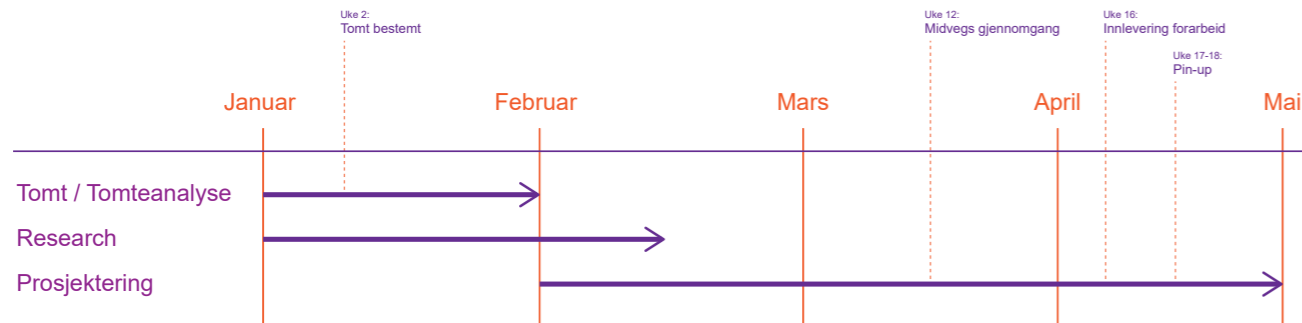 Uke 2:
Tomt bestemt
Uke 12:
Midvegs gjennomgang
Uke 16:
Innlevering forarbeid
Uke 17-18:
Pin-up
Januar
Februar
Mars
April
Mai
Tomt / Tomteanalyse
Research
Prosjektering